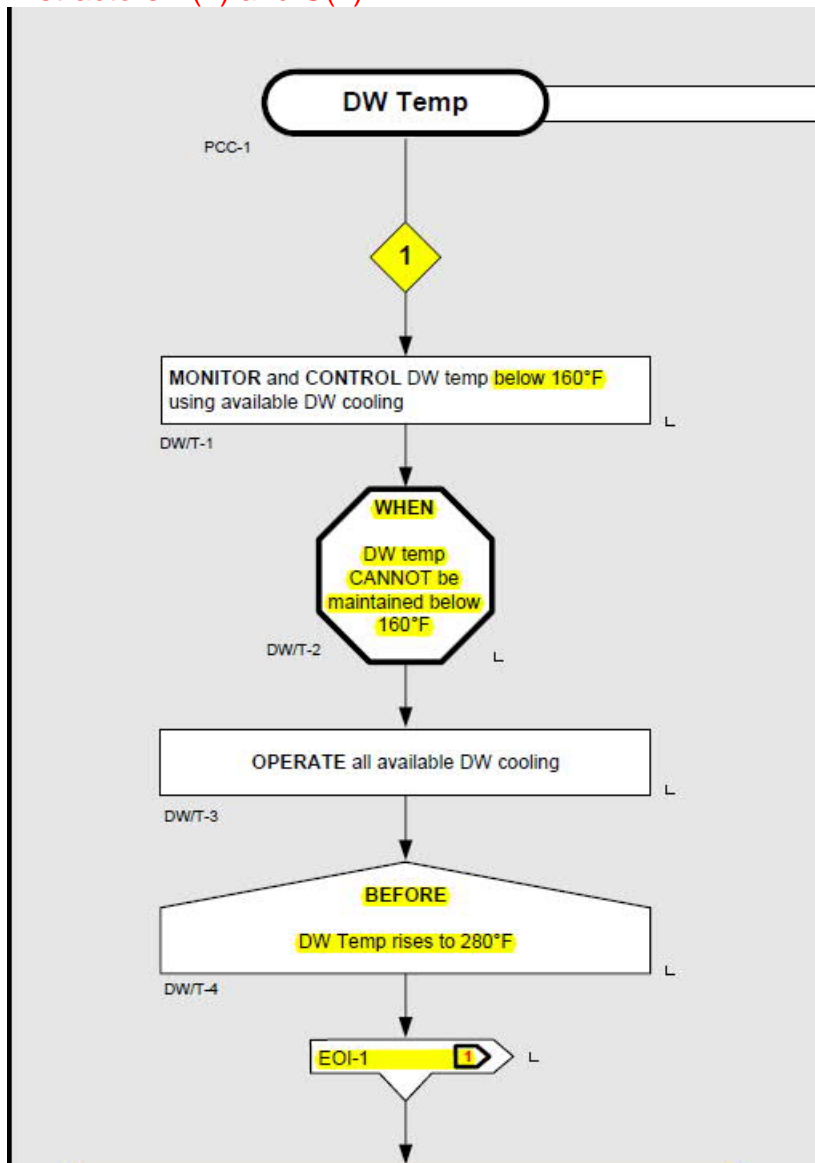 DW Temp
PCC-1
1
MONITOR and CONTROL DW temp below 160°F
using available DW cooling
L
DW/T-1
WHEN
DW temp
CANNOT be
maintained below
160°F
DW/T-2
L
OPERATE all available DW cooling
L
DW/T-3
BEFORE
DW Temp rises to 280°F
L
DW/T-4
EOI-1 1 L